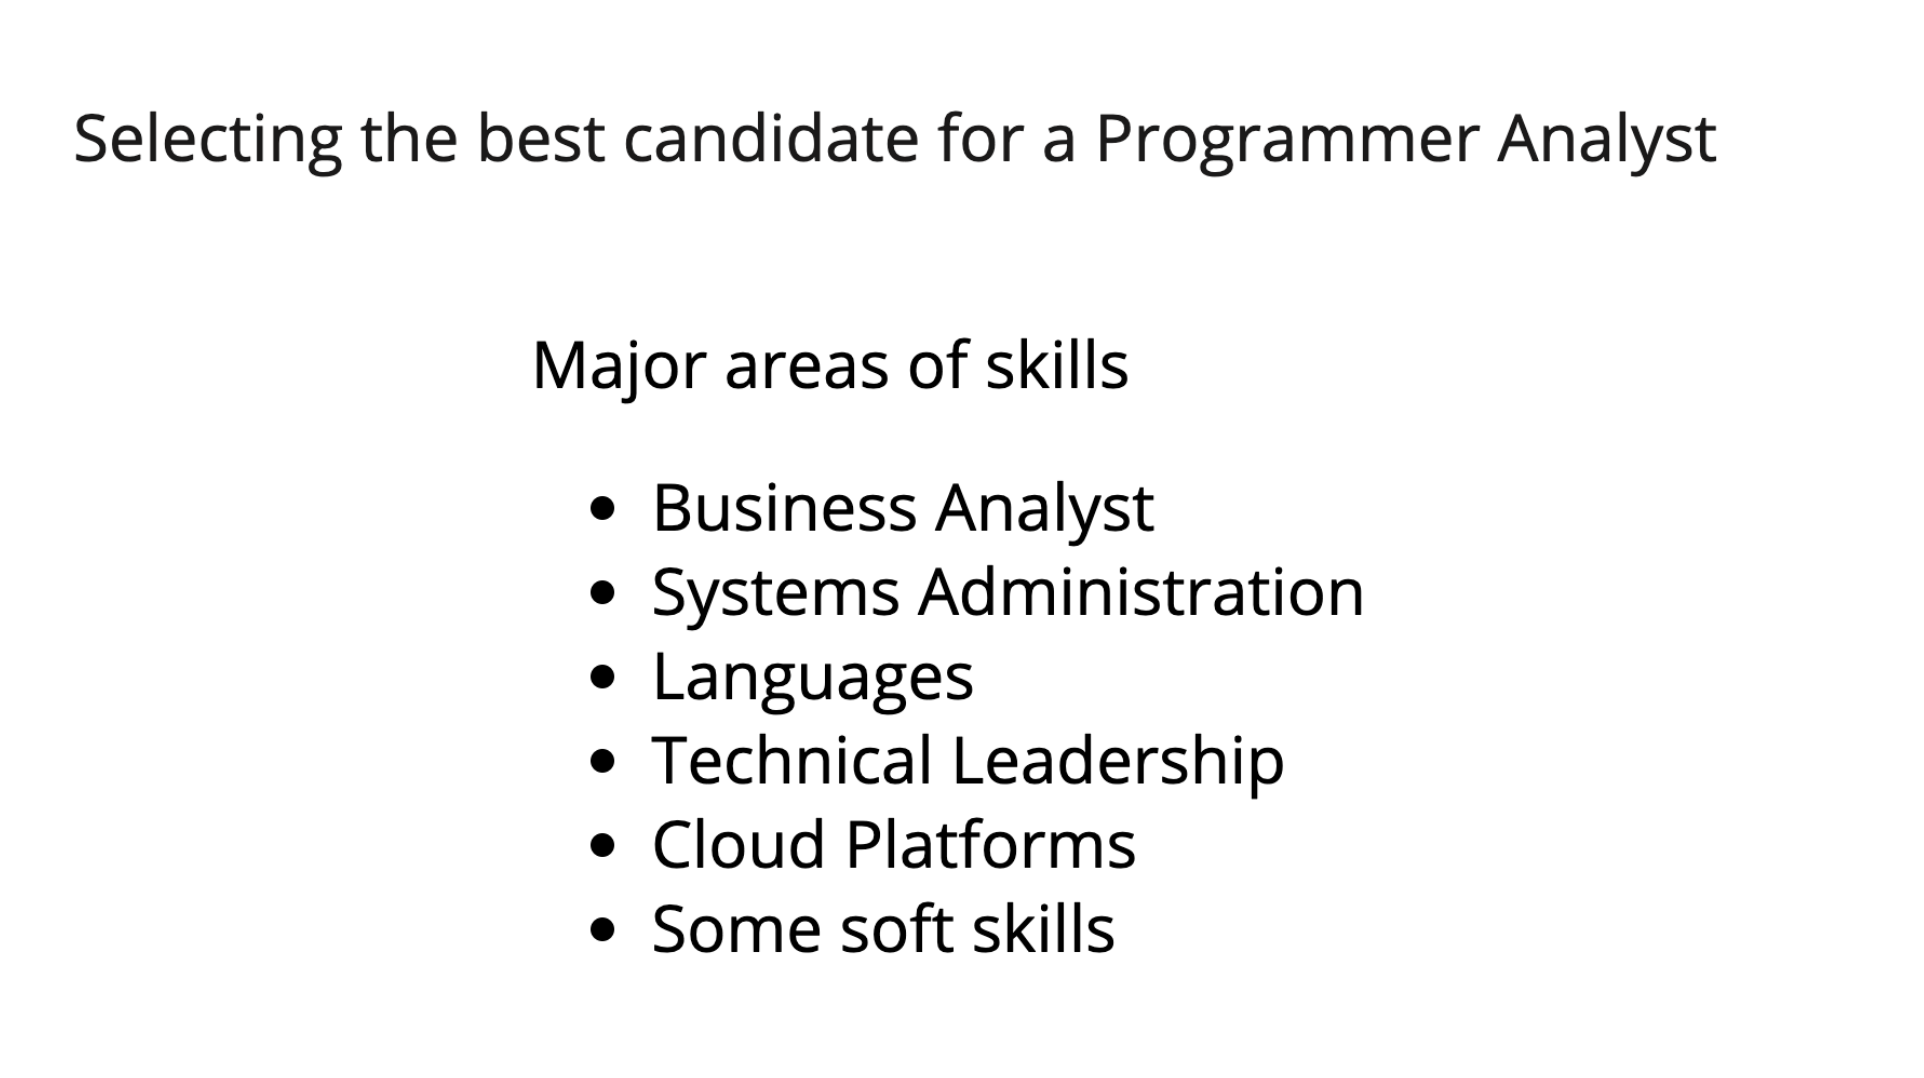 Selecting the best candidate for a Programmer Analyst
Major areas of skills
• Business Analyst
• Systems Administration
• Languages
• Technical Leadership
• Cloud Platforms
• Some soft skills